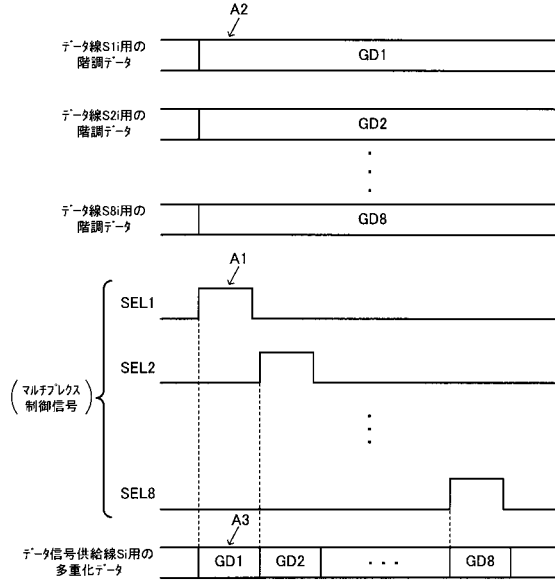 A2
データ線S1i用の
階調データ
GD1
データ線S2i用の
階調データ
GD2
データ線S8i用の
階調データ
GD8
A1
SEL1
SEL2
(マルチプレクス
制御信号)
SEL8
A3
データ信号供給線Si用の
多重化データ
GD1 GD2 ・・・ GD8